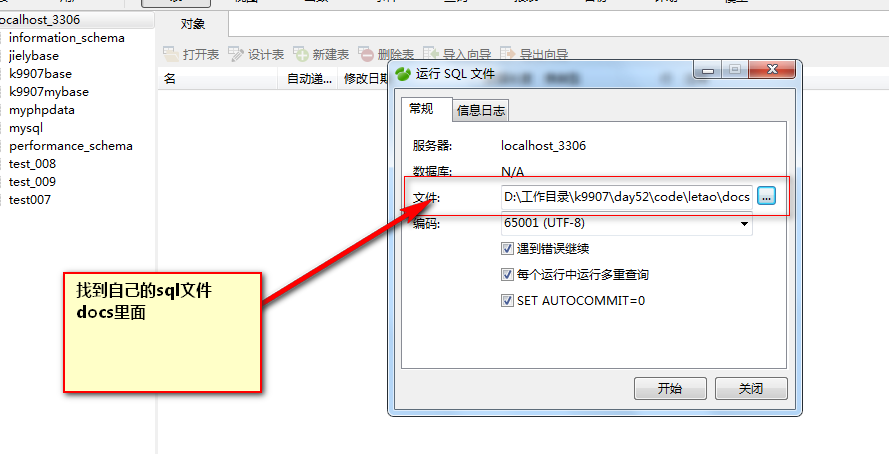 ocalhost_3306
information_schema
jielybase
k9907base
k9907mybase
myphpdata
mysql
performance_schema
test_008
test_009
test007
对象
打开表 设计表 新建表 删除表 导入向导 导出向导
名 自动递... 修改日期
运行 SQL 文件
常规 信息日志
服务器: localhost_3306
数据库: N/A
文件: D:\工作目录\k9907\day52\code\letao\docs ...
编码: 65001 (UTF-8)
遇到错误继续
每个运行中运行多重查询
SET AUTOCOMMIT=0
开始 关闭
找到自己的sql文件
docs里面